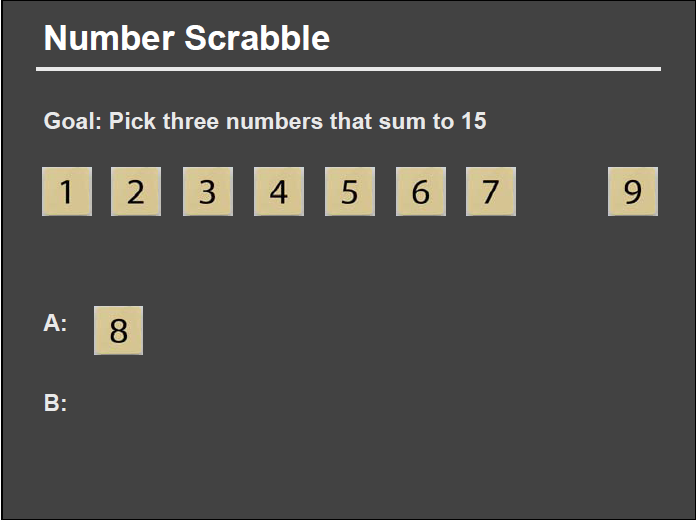 Number Scrabble
Goal: Pick three numbers that sum to 15
1 2 3 4 5 6 7 9
A: 8
B: